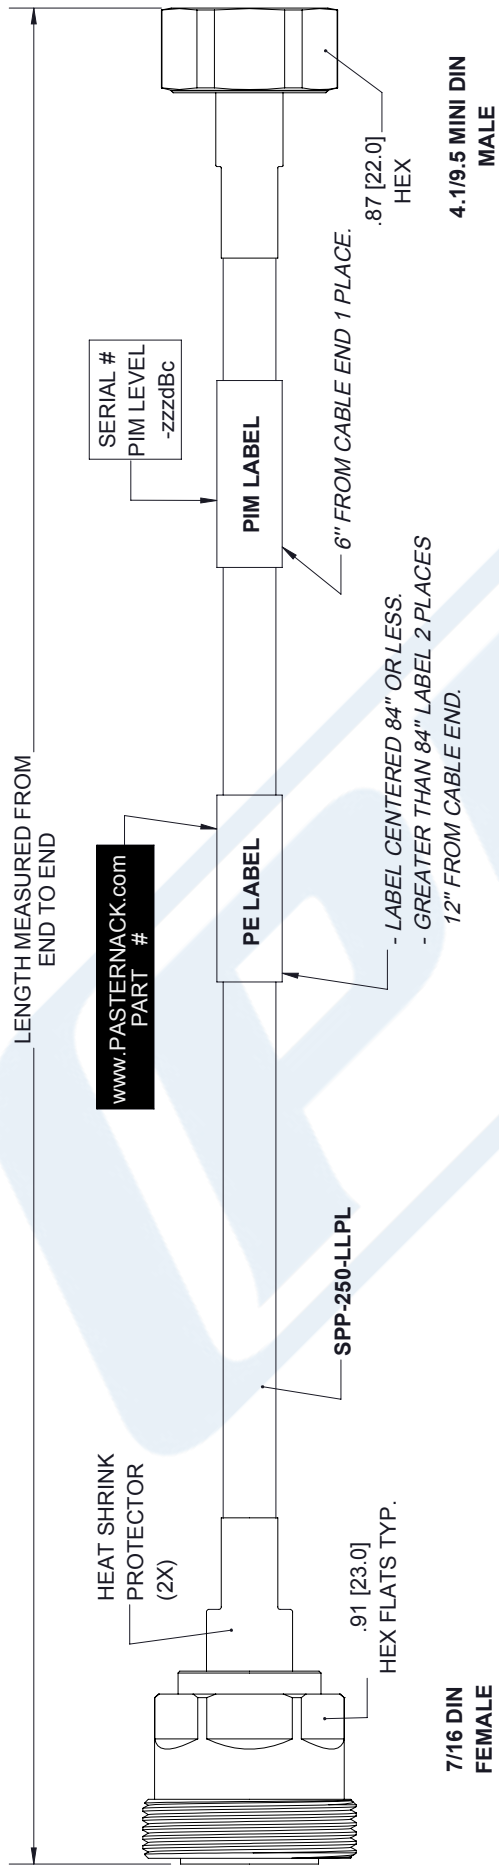 LENGTH MEASURED FROM
END TO END
HEAT SHRINK
PROTECTOR
(2X)
www.PASTERNACK.com
PART #
SERIAL #
PIM LEVEL
-zzzdBc
PE LABEL
PIM LABEL
.91 [23.0]
HEX FLATS TYP.
SPP-250-LLPL
- LABEL CENTERED 84" OR LESS.
- GREATER THAN 84" LABEL 2 PLACES
12" FROM CABLE END.
6" FROM CABLE END 1 PLACE.
.87 [22.0]
HEX
7/16 DIN
FEMALE
4.1/9.5 MINI DIN
MALE